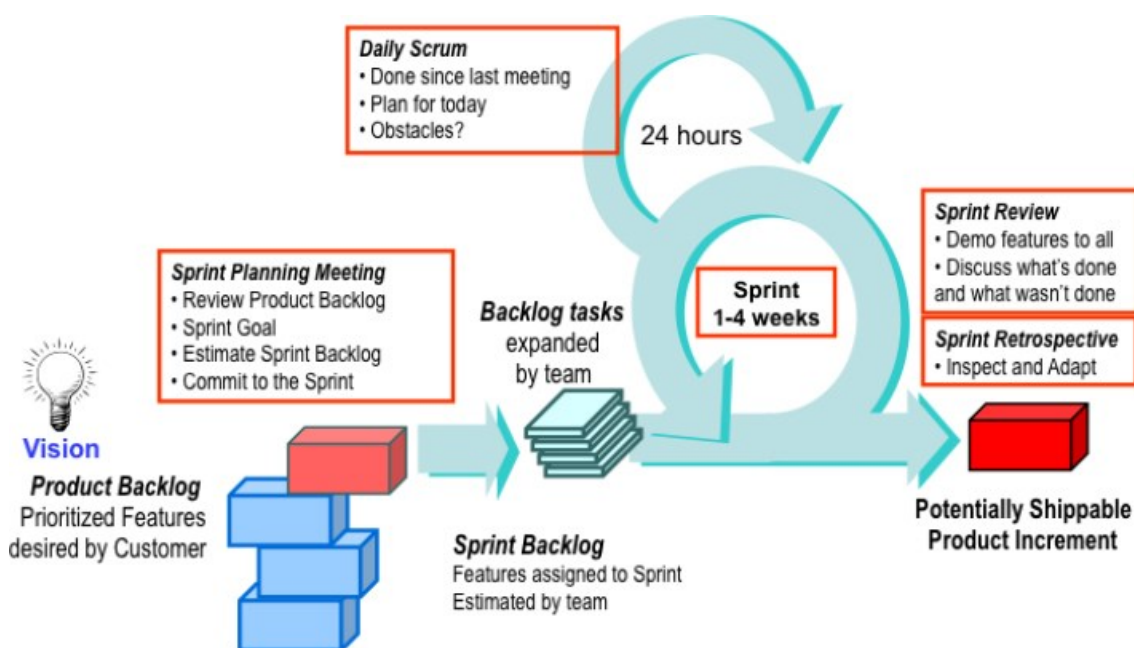 Daily Scrum
• Done since last meeting
• Plan for today
• Obstacles?
24 hours
Sprint Planning Meeting
• Review Product Backlog
• Sprint Goal
• Estimate Sprint Backlog
• Commit to the Sprint
Backlog tasks
expanded
by team
Sprint
1-4 weeks
Sprint Review
• Demo features to all
• Discuss what's done
and what wasn't done
Sprint Retrospective
• Inspect and Adapt
Vision
Product Backlog
Prioritized Features
desired by Customer
Sprint Backlog
Features assigned to Sprint
Estimated by team
Potentially Shippable
Product Increment